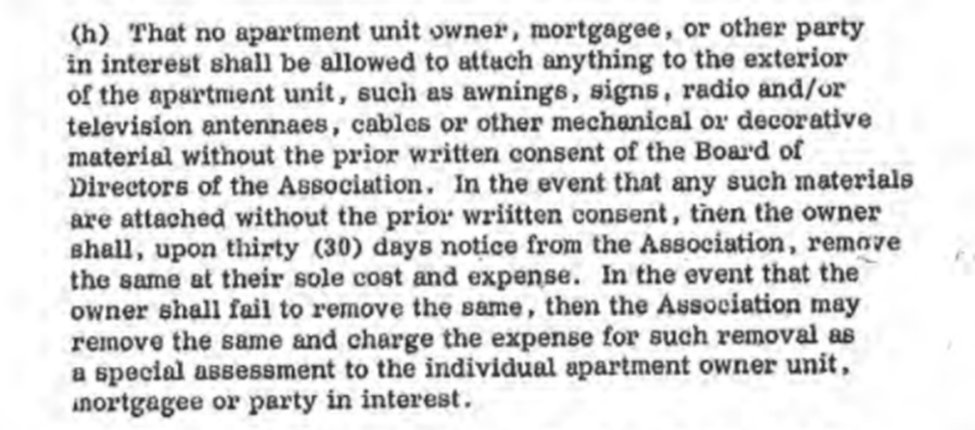 (h) That no apartment unit owner, mortgagee, or other party
in interest shall be allowed to attach anything to the exterior
of the apartment unit, such as awnings, signs, radio and/or
television antennaes, cables or other mechanical or decorative
material without the prior written consent of the Board of
Directors of the Association. In the event that any such materials
are attached without the prior wriitten consent, then the owner
shall, upon thirty (30) days notice from the Association, remove
the same at their sole cost and expense. In the event that the
owner shall fail to remove the same, then the Association may
remove the same and charge the expense for such removal as
a special assessment to the individual apartment owner unit,
mortgagee or party in interest.